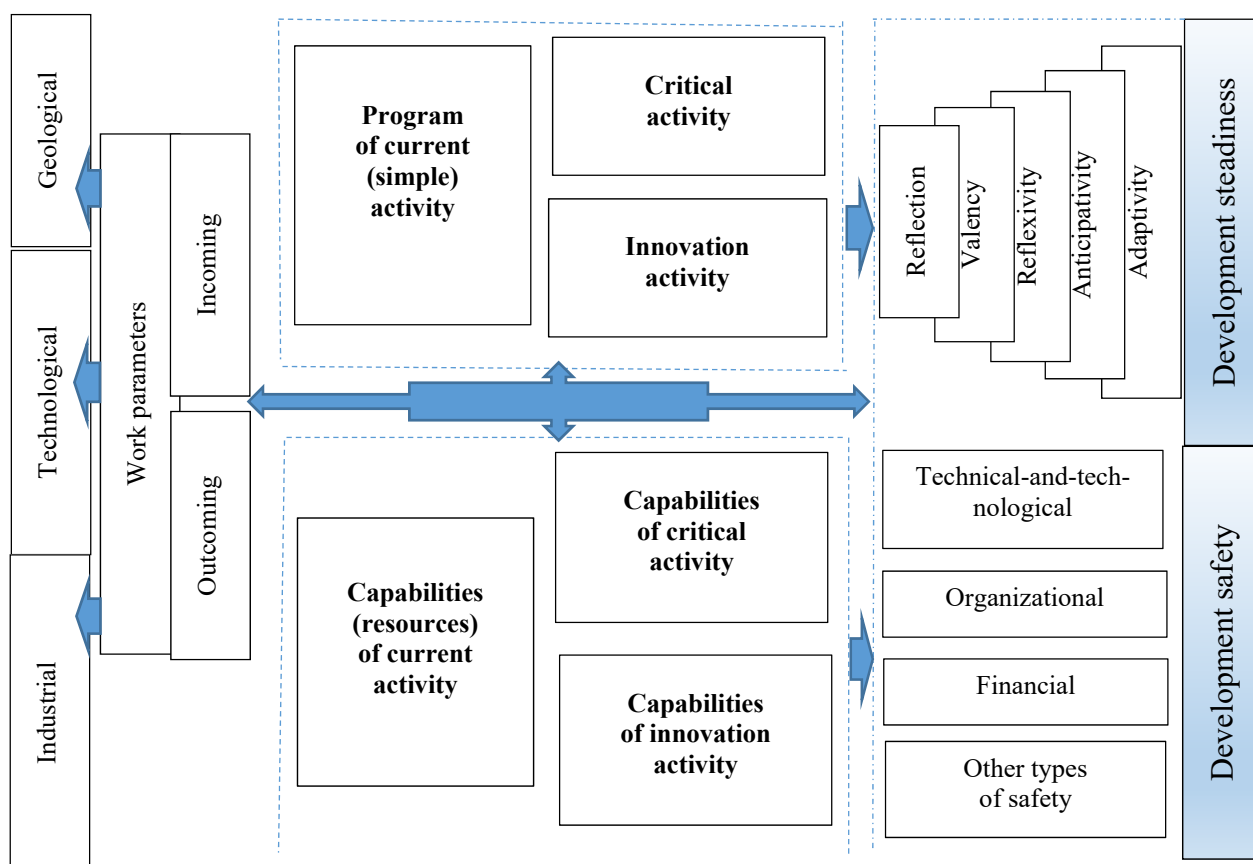 Geological
Technological
Industrial
Work parameters
Incoming
Outcoming
Program
of current
(simple)
activity
Critical
activity
Innovation
activity
Capabilities
(resources)
of current
activity
Capabilities
of critical
activity
Capabilities
of innovation
activity
Reflection
Valency
Reflexivity
Anticipativity
Adaptivity
Development steadiness
Technical-and-tech-
nological
Organizational
Financial
Other types
of safety
Development safety